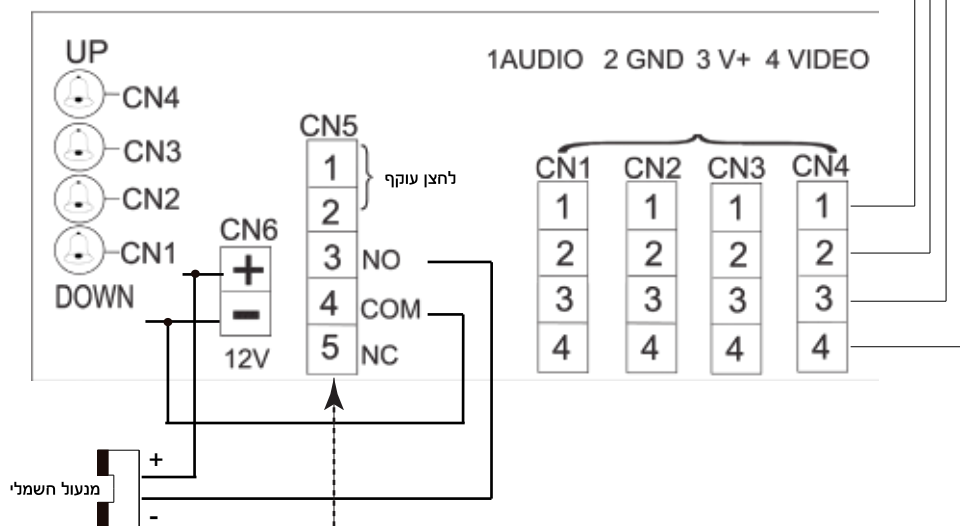 UP
1AUDIO 2 GND 3 V+ 4 VIDEO
CN4
CN3
CN2
CN1
DOWN
CN6
+
-
12V
CN5
1
2
3
4
5
לחצן עוקף
NO
COM
NC
CN1 CN2 CN3 CN4
1 1 1 1
2 2 2 2
3 3 3 3
4 4 4 4
+
מנעול חשמלי
-